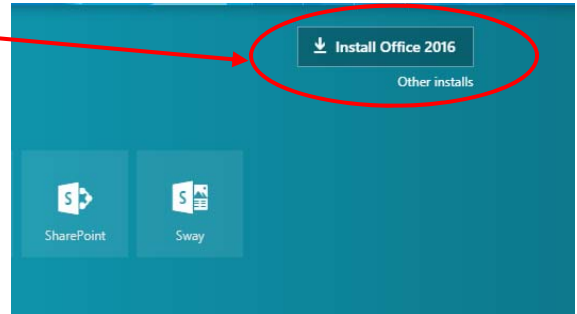 Install Office 2016
Other installs
S
S
SharePoint
Sway